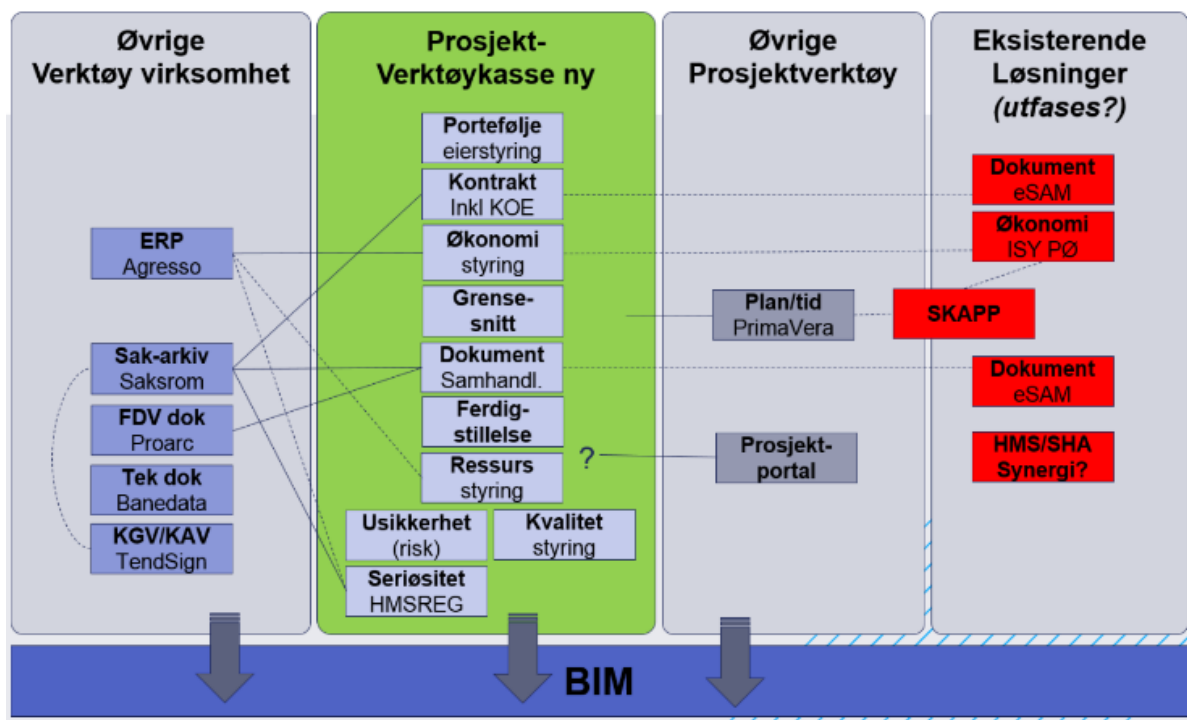 Øvrige
Verktøy virksomhet
ERP
Agresso
Sak-arkiv
Saksrom
FDV dok
Proarc
Tek dok
Banedata
KGV/KAV
TendSign
Prosjekt-
Verktøykasse ny
Portefølje
eierstyring
Kontrakt
Inkl KOE
Økonomi
styring
Grense-
snitt
Dokument
Samhandl.
Ferdig-
stillelse
Ressurs
styring
?
Usikkerhet
(risk)
Kvalitet
styring
Seriøsitet
HMSREG
Øvrige
Prosjektverktøy
Plan/tid
PrimaVera
Prosjekt-
portal
Eksisterende
Løsninger
(utfases?)
Dokument
eSAM
Økonomi
ISY PØ
SKAPP
Dokument
eSAM
HMS/SHA
Synergi?
BIM